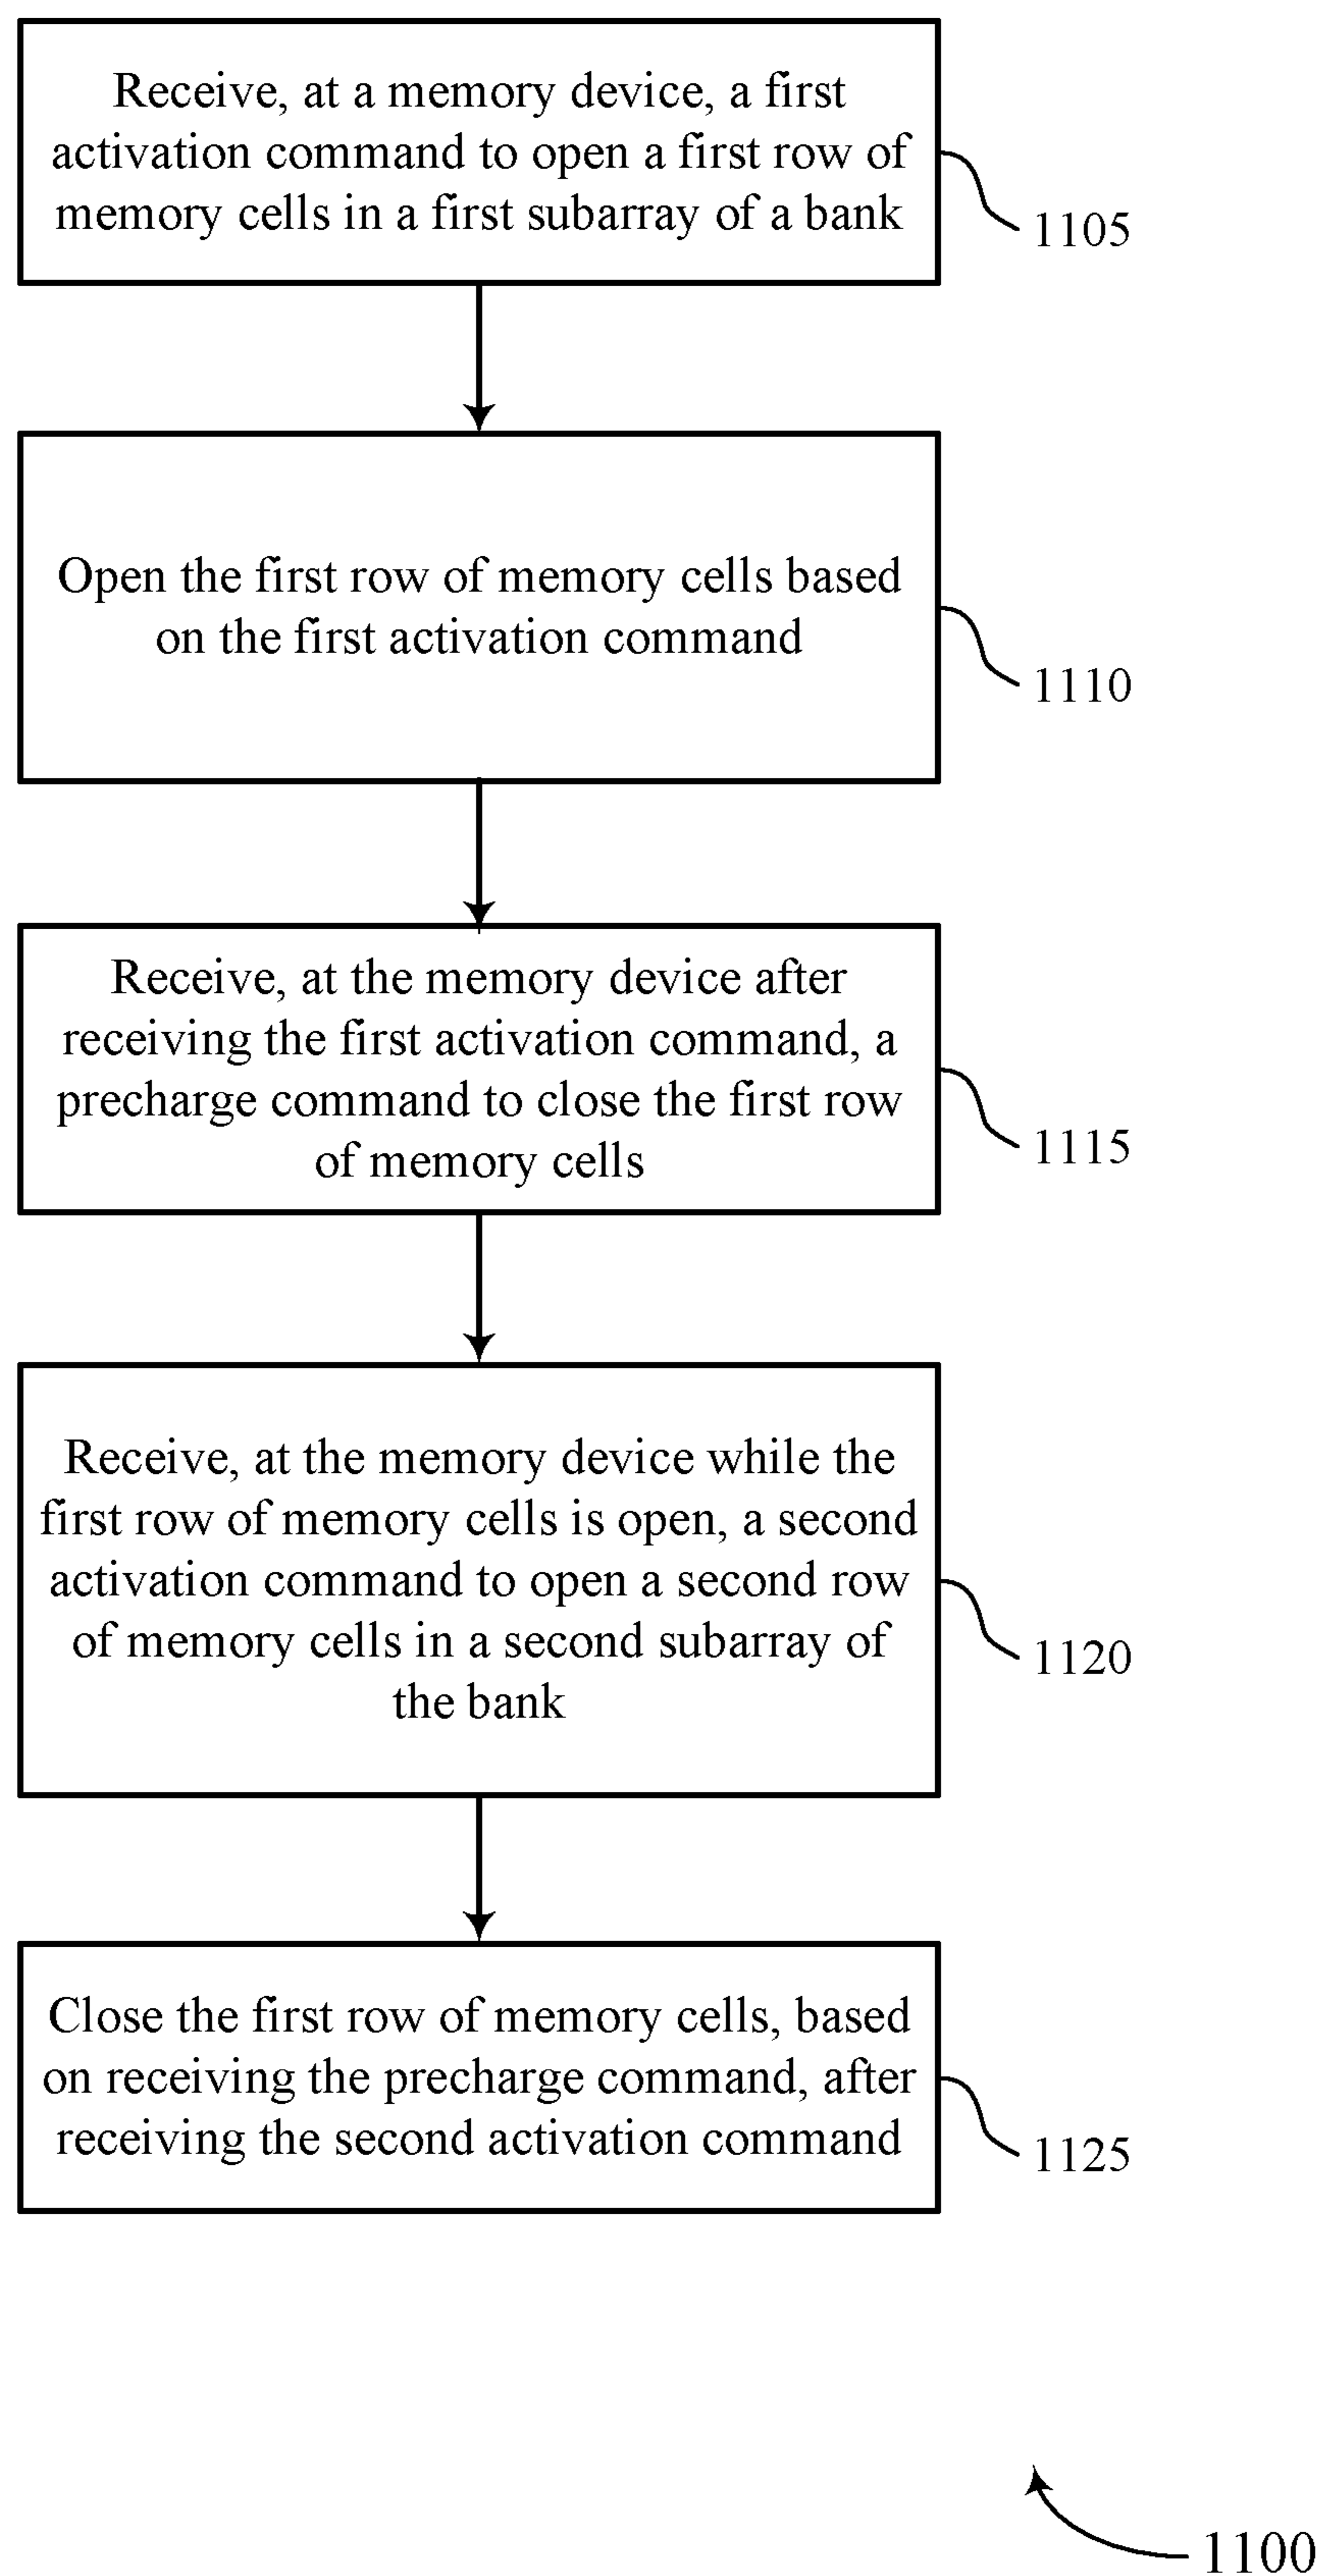 Receive, at a memory device, a first
activation command to open a first row of
memory cells in a first subarray of a bank
1105
Open the first row of memory cells based
on the first activation command
1110
Receive, at the memory device after
receiving the first activation command, a
precharge command to close the first row
of memory cells
1115
Receive, at the memory device while the
first row of memory cells is open, a second
activation command to open a second row
of memory cells in a second subarray of
the bank
1120
Close the first row of memory cells, based
on receiving the precharge command, after
receiving the second activation command
1125
1100